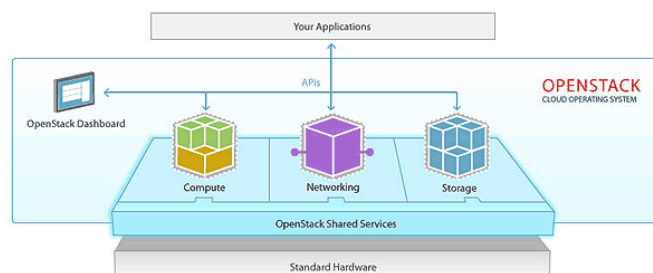 Your Applications
APIs
OPENSTACK
CLOUD OPERATING SYSTEM
OpenStack Dashboard
Compute
Networking
Storage
OpenStack Shared Services
Standard Hardware